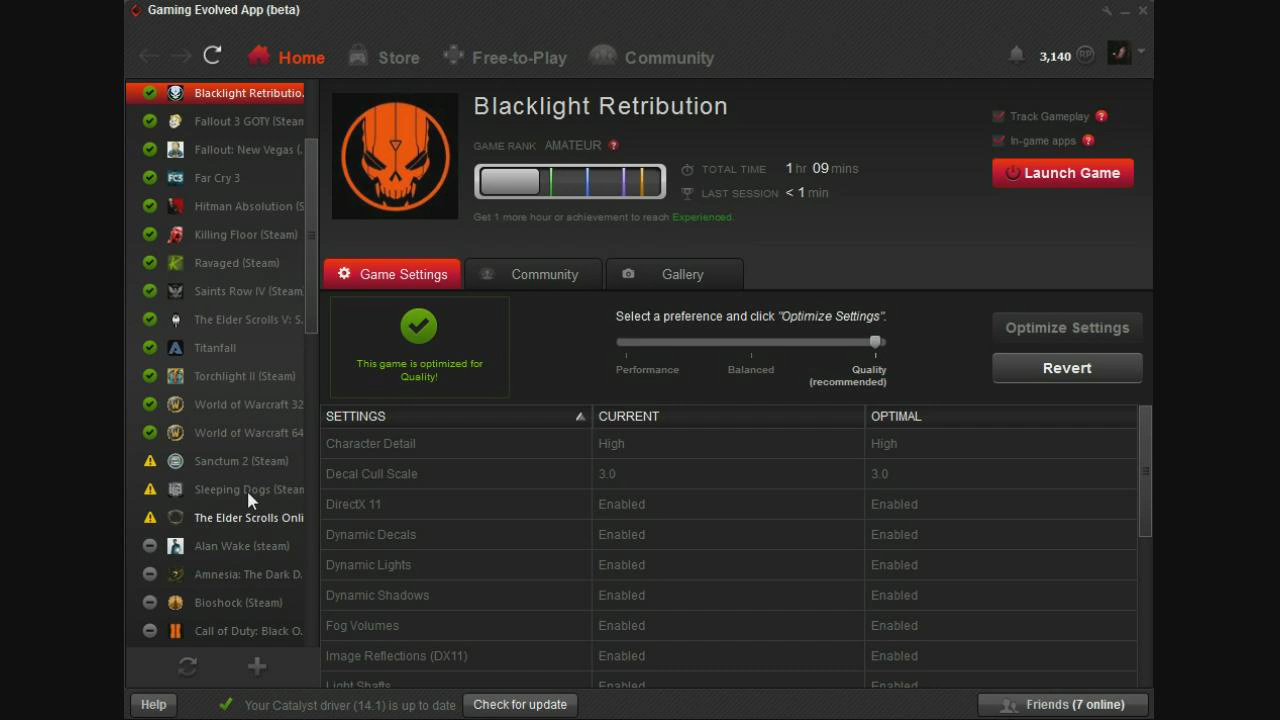 Gaming Evolved App (beta)
Home
Store
Free-to-Play
Community
3,140
RP
Blacklight Retributio.
Fallout 3 GOTY (Steam
Fallout: New Vegas (.
FC3 Far Cry 3
Hitman Absolution (S
Killing Floor (Steam)
Ravaged (Steam)
Saints Row IV (Steam
The Elder Scrolls V: S.
Titanfall
Torchlight II (Steam)
World of Warcraft 32
World of Warcraft 64
Sanctum 2 (Steam)
Sleeping Dogs (Steam
The Elder Scrolls Onli
Alan Wake (steam)
Amnesia: The Dark D.
Bioshock (Steam)
Call of Duty: Black O.
Blacklight Retribution
GAME RANK AMATEUR ?
TOTAL TIME 1 hr 09 mins
LAST SESSION < 1 min
Get 1 more hour or achievement to reach Experienced.
Track Gameplay ?
In-game apps ?
Launch Game
Game Settings
Community
Gallery
This game is optimized for
Quality!
Select a preference and click "Optimize Settings".
Performance
Balanced
Quality
(recommended)
Optimize Settings
Revert
SETTINGS CURRENT OPTIMAL
Character Detail High High
Decal Cull Scale 3.0 3.0
DirectX 11 Enabled Enabled
Dynamic Decals Enabled Enabled
Dynamic Lights Enabled Enabled
Dynamic Shadows Enabled Enabled
Fog Volumes Enabled Enabled
Image Reflections (DX11) Enabled Enabled
Light Shafts Enabled Enabled
Help
Your Catalyst driver (14.1) is up to date
Check for update
Friends (7 online)